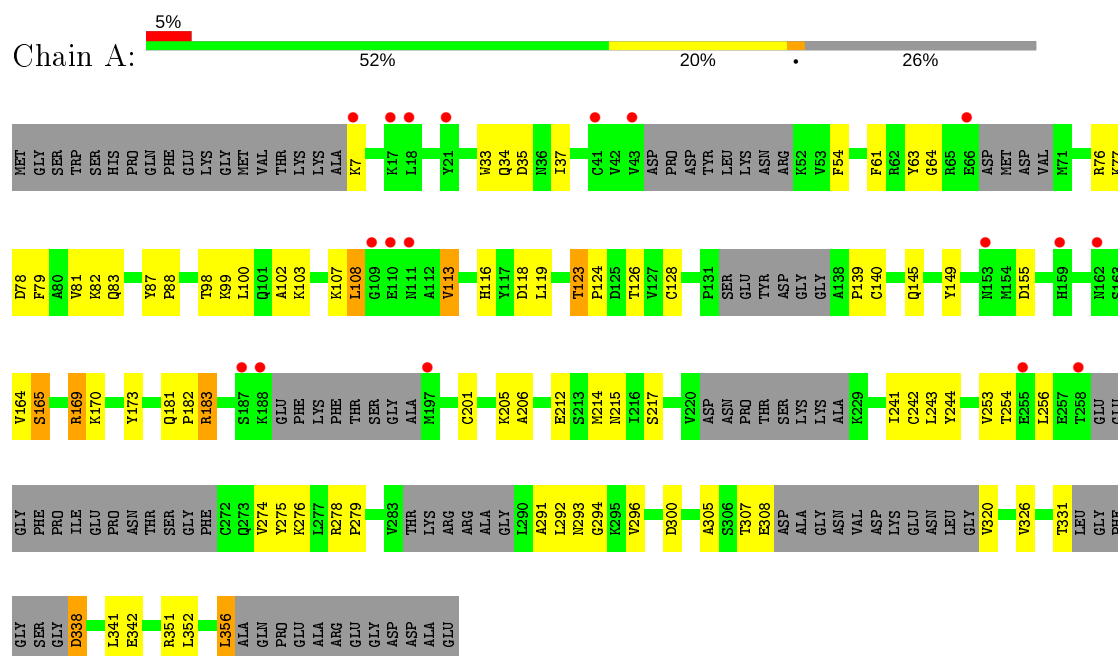 5%
Chain A:
52% 20% • 26%
MET GLY SER TRP SER HIS PRO GLN PHE GLU LYS GLY MET VAL THR LYS LYS ALA K7 K17 L18 Y21 W33 Q34 D35 N36 I37 C41 V42 V43 ASP PRO ASP TYR LEU LYS ASN ARG K52 V53 F54 F61 R62 Y63 G64 R65 E66 ASP MET ASP VAL M71 R76 K77
D78 F79 A80 V81 K82 Q83 Y87 P88 T98 K99 L100 Q101 A102 K103 K107 L108 G109 E110 N111 A112 V113 H116 Y117 D118 L119 T123 P124 D125 T126 V127 C128 P131 SER GLU TYR ASP GLY GLY A138 P139 C140 Q145 Y149 N153 M154 D155 H159 N162 S163
V164 S165 R169 K170 Y173 Q181 P182 R183 S187 K188 GLU PHE LYS PHE THR SER GLY ALA M197 C201 K205 A206 E212 S213 M214 N215 I216 S217 V220 ASP ASN PRO THR SER LYS LYS ALA K229 I241 C242 L243 Y244 V253 T254 E255 L256 E257 T258 GLU GLU
GLY PHE PRO ILE GLU PRO ASN THR SER GLY PHE C272 Q273 V274 Y275 K276 L277 R278 P279 V283 THR LYS ARG ARG ALA GLY L290 A291 L292 N293 G294 K295 V296 D300 A305 S306 T307 E308 ASP ALA GLY ASN VAL ASP LYS GLU ASN LEU GLY V320 V326 T331 LEU GLY PHE
GLY SER GLY D338 L341 E342 R351 L352 L356 ALA GLN PRO GLU ALA ARG GLU GLY ASP ASP ALA GLU